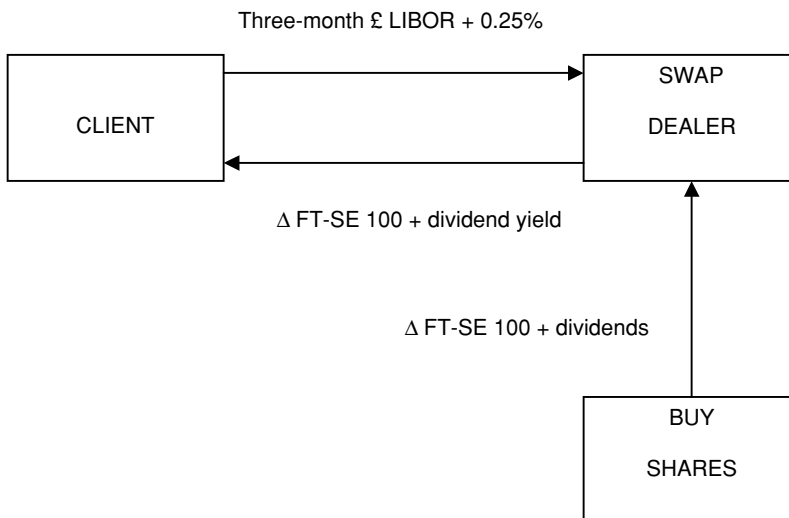 Three-month £ LIBOR + 0.25%
CLIENT
SWAP
DEALER
Δ FT-SE 100 + dividend yield
Δ FT-SE 100 + dividends
BUY
SHARES